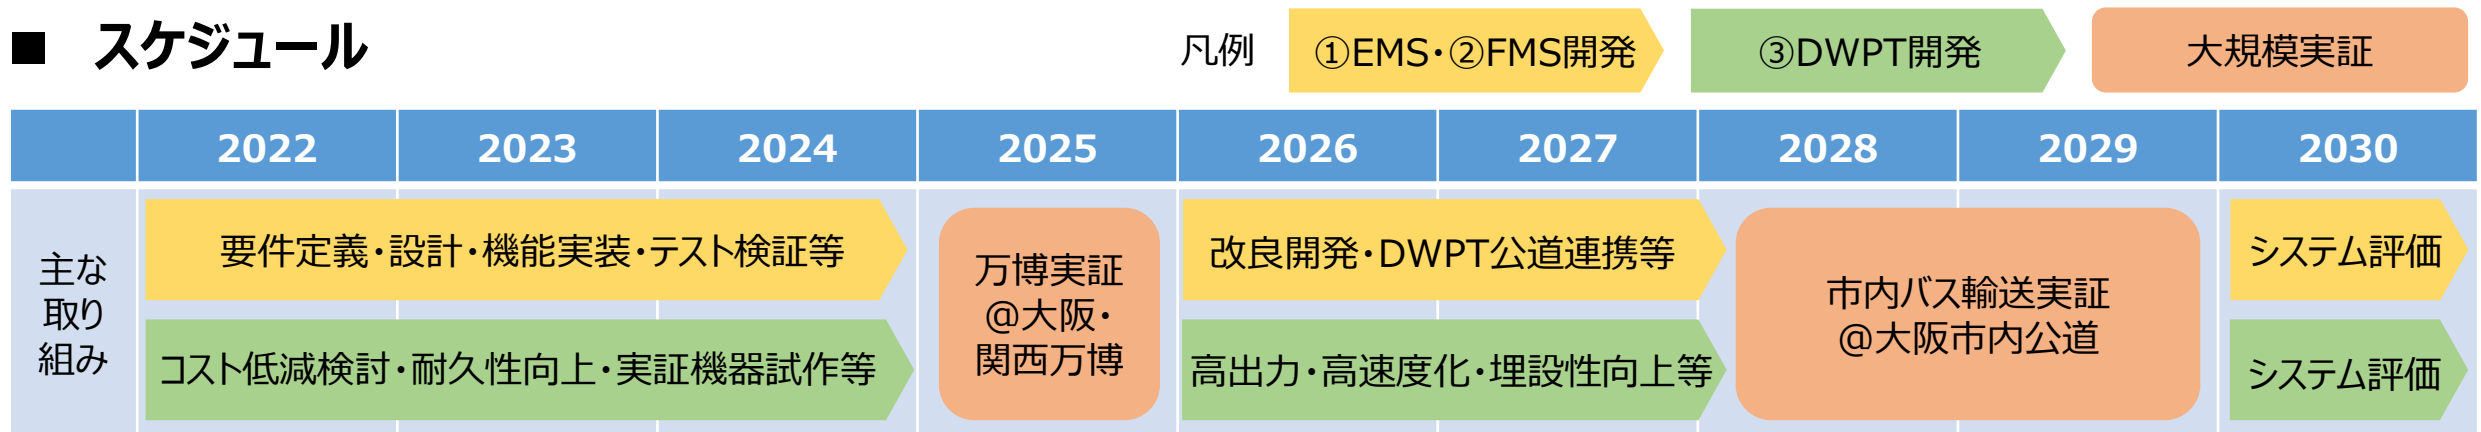 ■ スケジュール
凡例
①EMS・②FMS開発
③DWPT開発
大規模実証
2022 2023 2024 2025 2026 2027 2028 2029 2030
主な
取り
組み
要件定義・設計・機能実装・テスト検証等
コスト低減検討・耐久性向上・実証機器試作等
万博実証
@大阪・
関西万博
改良開発・DWPT公道連携等
高出力・高速度化・埋設性向上等
市内バス輸送実証
@大阪市内公道
システム評価
システム評価